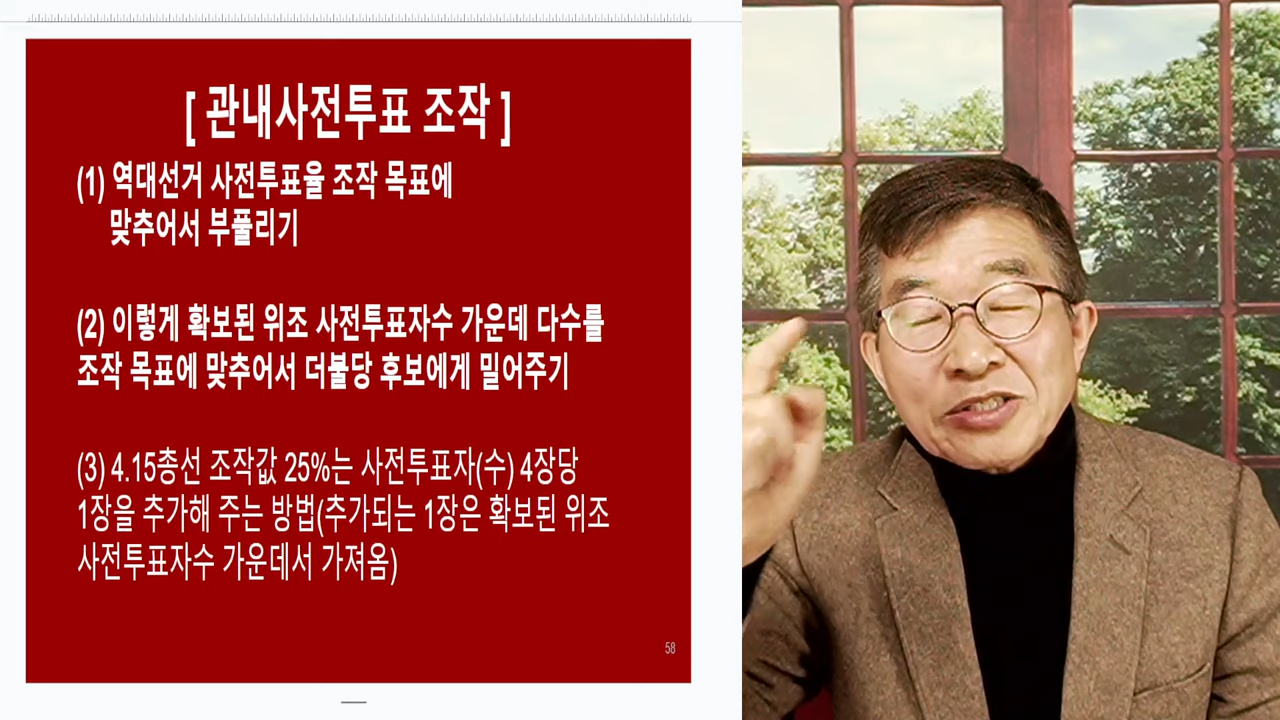 [ 관내사전투표 조작 ]
(1) 역대선거 사전투표율 조작 목표에
맞추어서 부풀리기
(2) 이렇게 확보된 위조 사전투표자수 가운데 다수를
조작 목표에 맞추어서 더불당 후보에게 밀어주기
(3) 4.15총선 조작값 25%는 사전투표자(수) 4장당
1장을 추가해 주는 방법(추가되는 1장은 확보된 위조
사전투표자수 가운데서 가져옴)
58